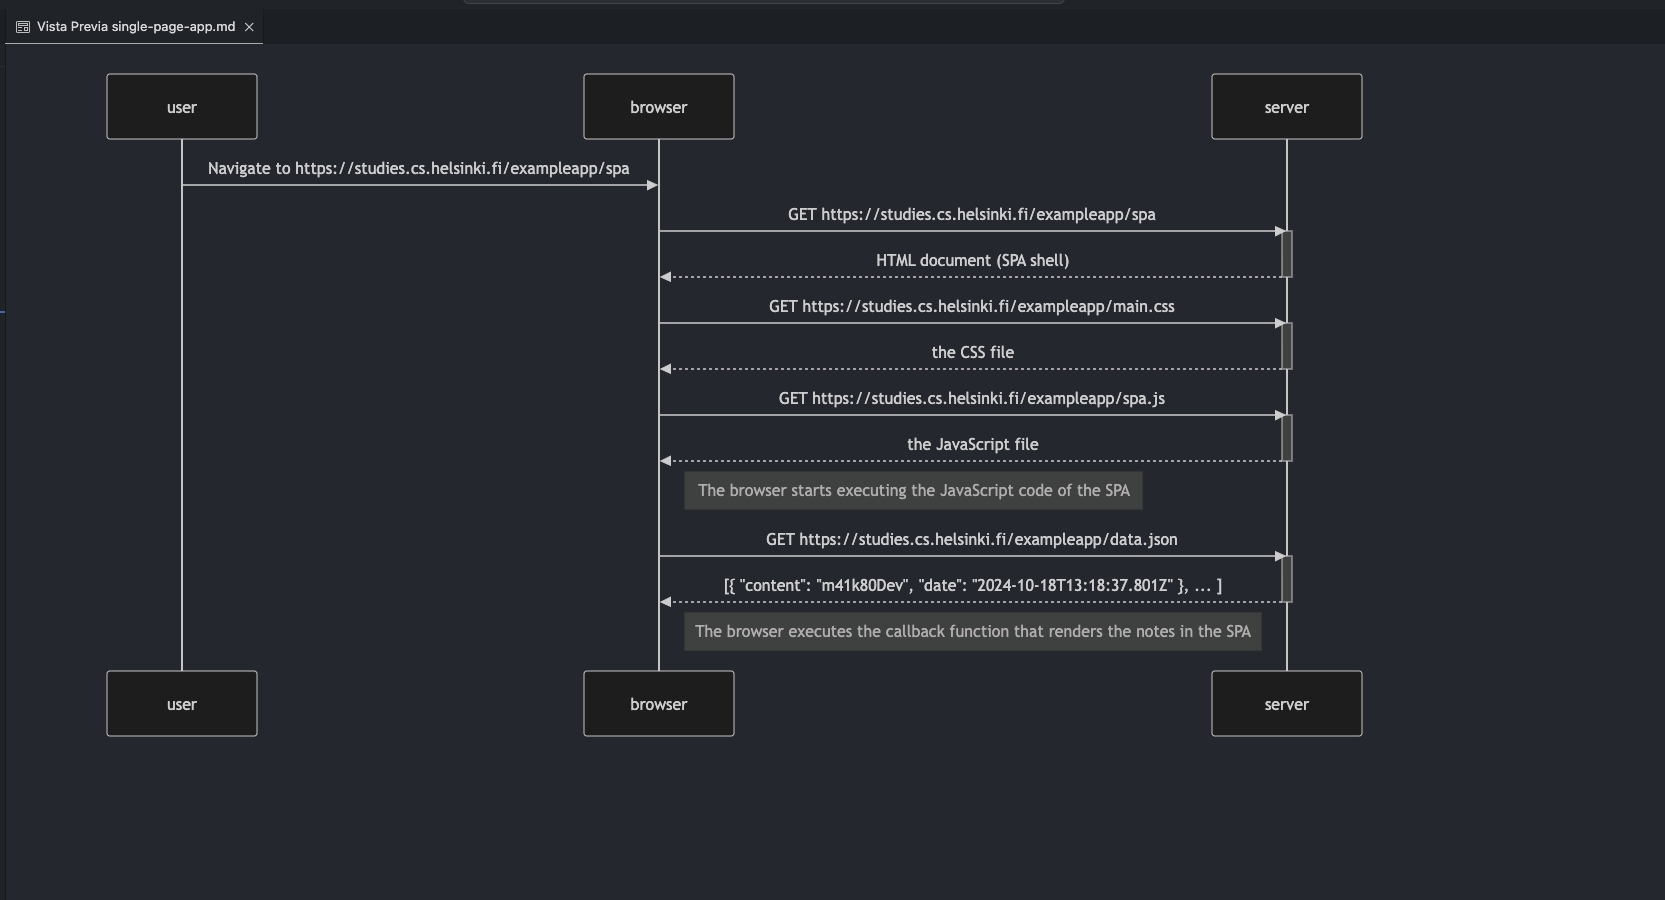 Vista Previa single-page-app.md
user
browser
server
Navigate to https://studies.cs.helsinki.fi/exampleapp/spa
GET https://studies.cs.helsinki.fi/exampleapp/spa
HTML document (SPA shell)
GET https://studies.cs.helsinki.fi/exampleapp/main.css
the CSS file
GET https://studies.cs.helsinki.fi/exampleapp/spa.js
the JavaScript file
The browser starts executing the JavaScript code of the SPA
GET https://studies.cs.helsinki.fi/exampleapp/data.json
[{ "content": "m41k80Dev", "date": "2024-10-18T13:18:37.801Z" }, ... ]
The browser executes the callback function that renders the notes in the SPA
user
browser
server